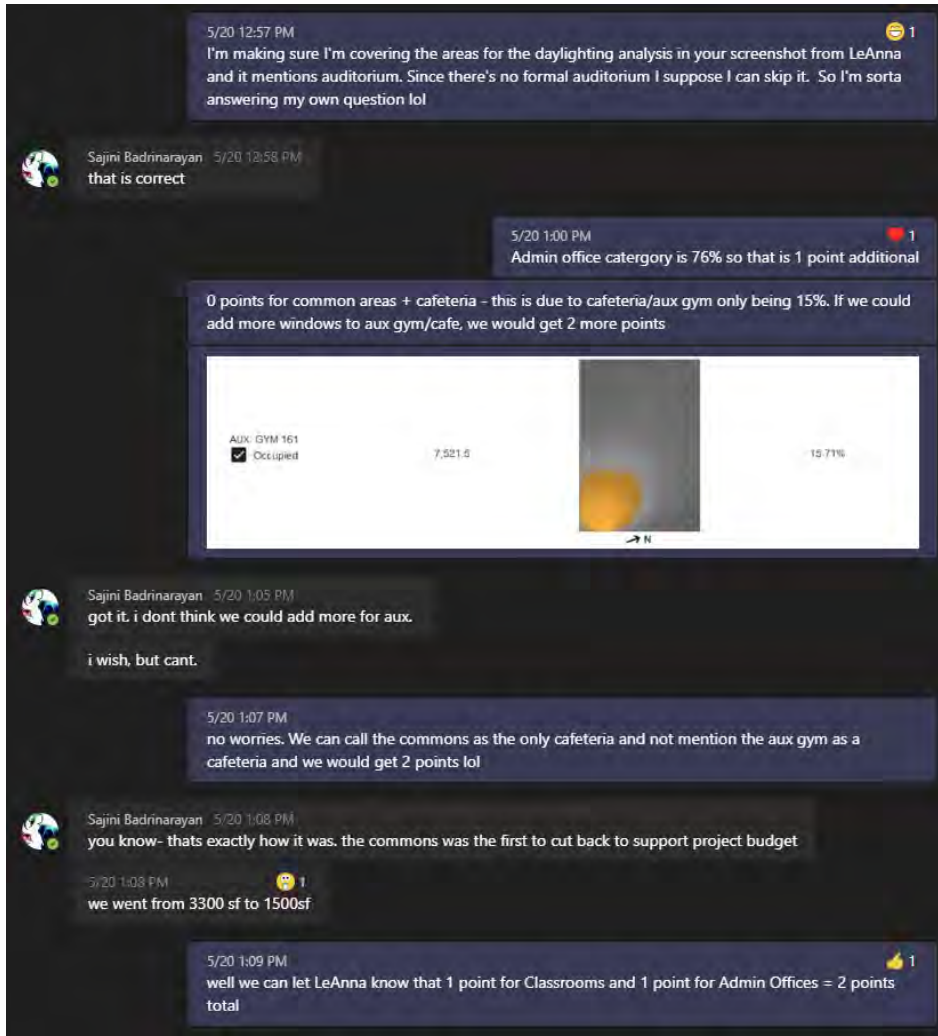 5/20 12:57 PM
1
I'm making sure I'm covering the areas for the daylighting analysis in your screenshot from LeAnna
and it mentions auditorium. Since there's no formal auditorium I suppose I can skip it.  So I'm sorta
answering my own question lol
Sajini Badrinarayan 5/20 12:58 PM
that is correct
5/20 1:00 PM
1
Admin office catergory is 76% so that is 1 point additional
0 points for common areas + cafeteria - this is due to cafeteria/aux gym only being 15%. If we could
add more windows to aux gym/cafe, we would get 2 more points
AUX. GYM 161
Occupied
7,521.5
15.71%
N
Sajini Badrinarayan 5/20 1:05 PM
got it. i dont think we could add more for aux.
i wish, but cant.
5/20 1:07 PM
no worries. We can call the commons as the only cafeteria and not mention the aux gym as a
cafeteria and we would get 2 points lol
Sajini Badrinarayan 5/20 1:08 PM
you know- thats exactly how it was. the commons was the first to cut back to support project budget
5/20 1:08 PM
1
we went from 3300 sf to 1500sf
5/20 1:09 PM
1
well we can let LeAnna know that 1 point for Classrooms and 1 point for Admin Offices = 2 points
total